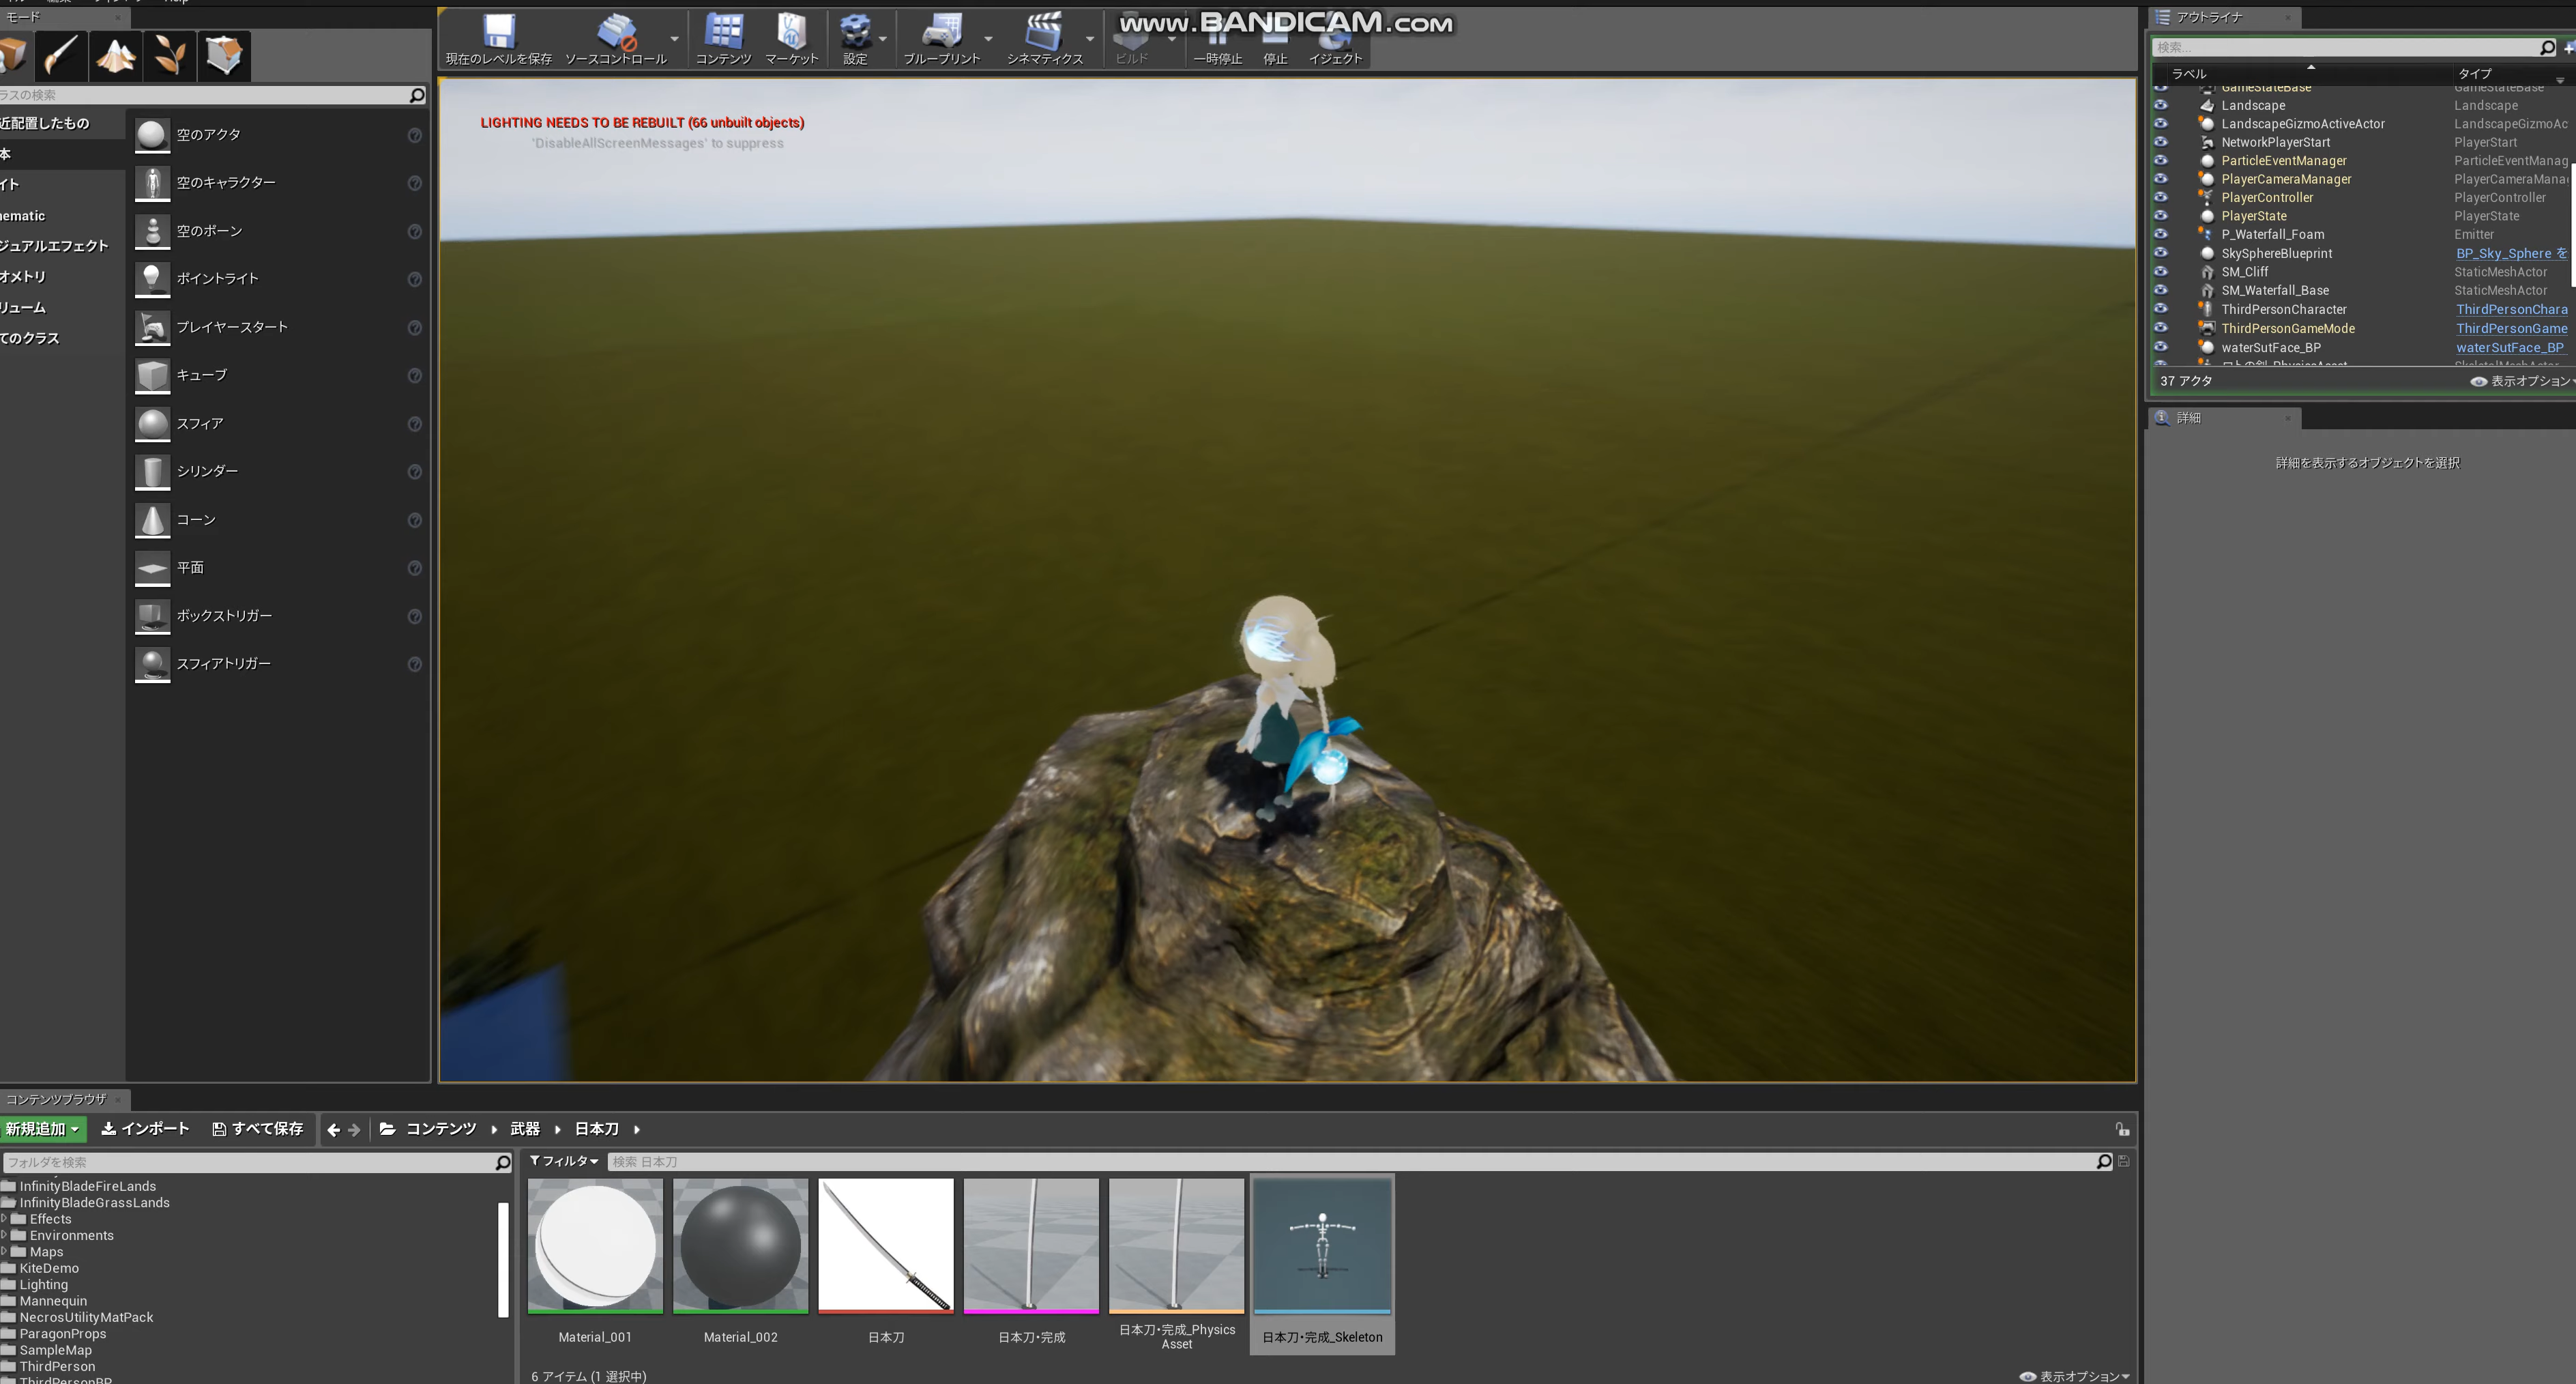 モード
www.BANDICAM.com
アウトライナ
現在のレベルを保存
ソースコントロール
コンテンツ
マーケット
設定
ブループリント
シネマティクス
ビルド
一時停止
停止
イジェクト
検索...
ラベル
タイプ
ラスの検索
近配置したもの
本
イト
nematic
ジュアルエフェクト
オメトリ
リューム
てのクラス
空のアクタ
空のキャラクター
空のポーン
ポイントライト
プレイヤースタート
キューブ
スフィア
シリンダー
コーン
平面
ボックストリガー
スフィアトリガー
LIGHTING NEEDS TO BE REBUILT (66 unbuilt objects)
'DisableAllScreenMessages' to suppress
GameStateBase GameStateBase
Landscape Landscape
LandscapeGizmoActiveActor LandscapeGizmoAc
NetworkPlayerStart PlayerStart
ParticleEventManager ParticleEventManag
PlayerCameraManager PlayerCameraMana
PlayerController PlayerController
PlayerState PlayerState
P_Waterfall_Foam Emitter
SkySphereBlueprint BP_Sky_Sphere を
SM_Cliff StaticMeshActor
SM_Waterfall_Base StaticMeshActor
ThirdPersonCharacter ThirdPersonChara
ThirdPersonGameMode ThirdPersonGame
waterSutFace_BP waterSutFace_BP
37 アクタ
表示オプション
詳細
詳細を表示するオブジェクトを選択
コンテンツブラウザ
新規追加
インポート
すべて保存
コンテンツ
武器
日本刀
フォルダを検索
フィルタ
検索 日本刀
InfinityBladeFireLands
InfinityBladeGrassLands
Effects
Environments
Maps
KiteDemo
Lighting
Mannequin
NecrosUtilityMatPack
ParagonProps
SampleMap
ThirdPerson
ThirdPersonBP
Material_001
Material_002
日本刀
日本刀・完成
日本刀・完成_Physics
Asset
日本刀・完成_Skeleton
6 アイテム (1 選択中)
表示オプション